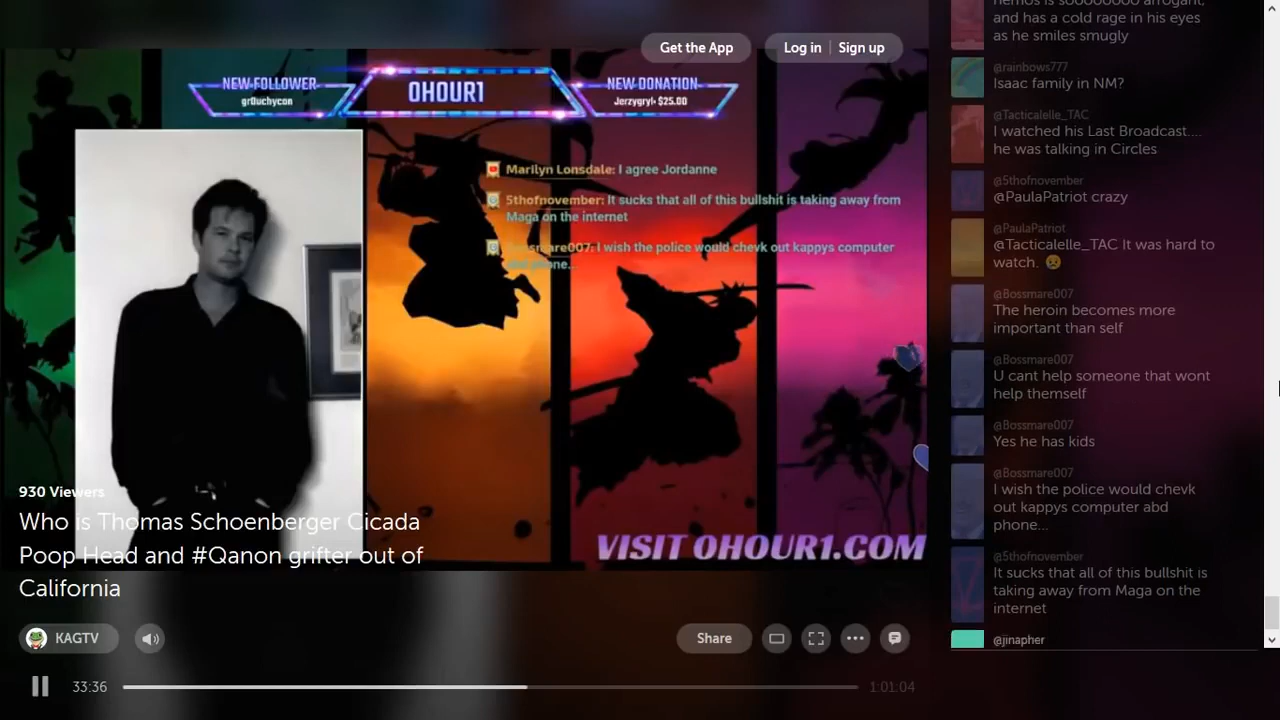 Get the App
Log in
Sign up
NEW FOLLOWER
gr0uchycon
OHOUR1
NEW DONATION
Jerzygryl• $25.00
Marilyn Lonsdale: I agree Jordanne
5thofnovember: It sucks that all of this bullshit is taking away from
Maga on the internet
I wish the police would chevk out kappys computer
phone...
VISIT OHOUR1.COM
930 Viewers
Who is Thomas Schoenberger Cicada
Poop Head and #Qanon grifter out of
California
KAGTV
Share
33:36
1:01:04
nemos is sooooooooo arrogant,
and has a cold rage in his eyes
as he smiles smugly
@rainbows777
Isaac family in NM?
@Tacticalelle_TAC
I watched his Last Broadcast....
he was talking in Circles
@5thofnovember
@PaulaPatriot crazy
@PaulaPatriot
@Tacticalelle_TAC It was hard to
watch. 😢
@Bossmare007
The heroin becomes more
important than self
@Bossmare007
U cant help someone that wont
help themself
@Bossmare007
Yes he has kids
@Bossmare007
I wish the police would chevk
out kappys computer abd
phone...
@5thofnovember
It sucks that all of this bullshit is
taking away from Maga on the
internet
@jinapher